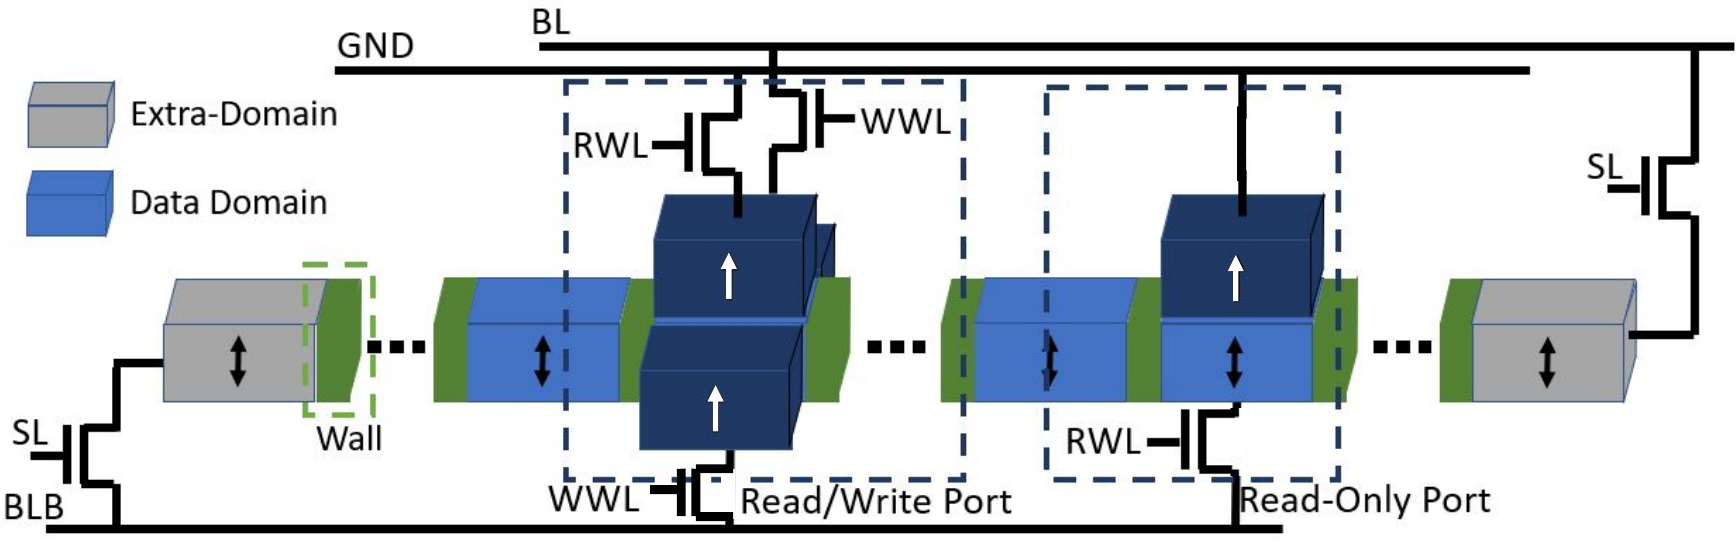 BL
GND
Extra-Domain
RWL
WWL
SL
Data Domain
Wall
SL
RWL
BLB
WWL
Read/Write Port
Read-Only Port